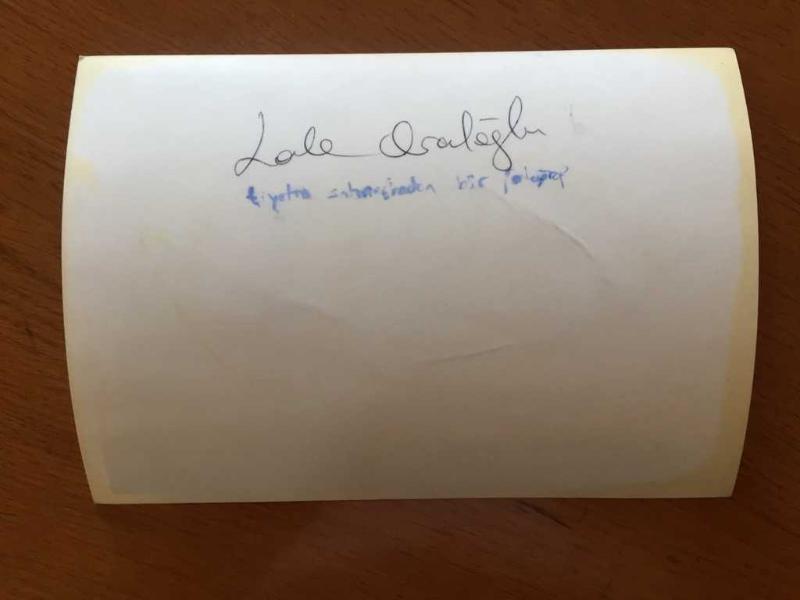 Lale Oraloğlu
tiyatro sahnesinden bir fotoğraf